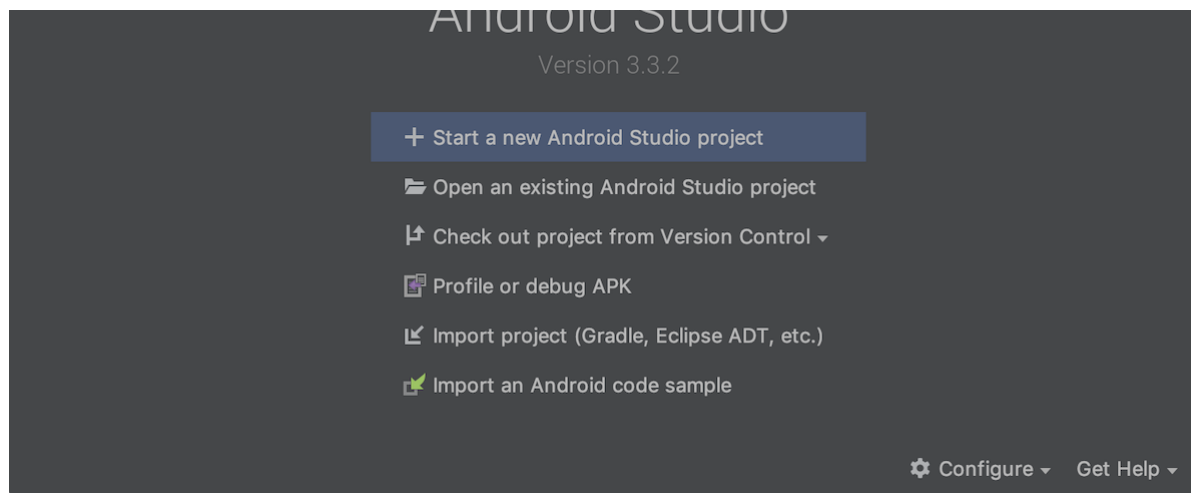 Android Studio
Version 3.3.2
Start a new Android Studio project
Open an existing Android Studio project
Check out project from Version Control
Profile or debug APK
Import project (Gradle, Eclipse ADT, etc.)
Import an Android code sample
Configure Get Help